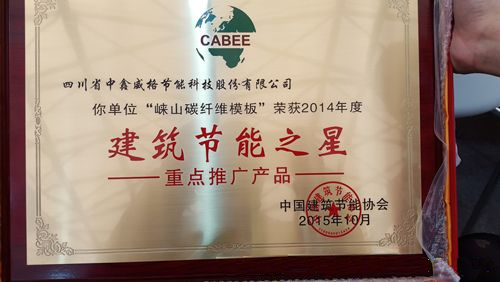 CABEE
四川省中鑫威格节能科技股份有限公司
你单位“崃山碳纤维模板”荣获2014年度
建筑节能之星
重点推广产品
中国建筑节能协会
2015年10月